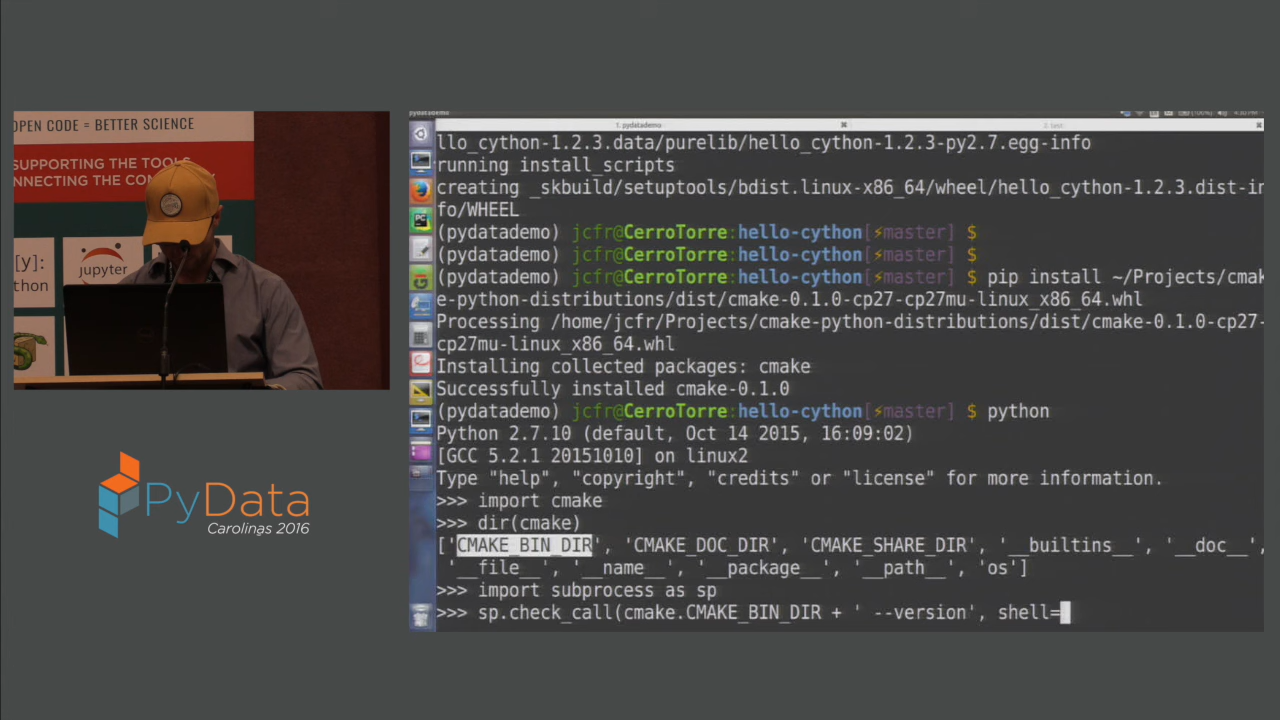 OPEN CODE = BETTER SCIENCE
SUPPORTING THE TOOLS
NNECTING THE COM
[y]:
thon
jupyter
PyData
Carolinas 2016
pydatademo
1. pydatademo
llo_cython-1.2.3.data/purelib/hello_cython-1.2.3-py2.7.egg-info
running install_scripts
creating _skbuild/setuptools/bdist.linux-x86_64/wheel/hello_cython-1.2.3.dist-in
fo/WHEEL
(pydatademo) jcfr@CerroTorre:hello-cython[⚡master] $
(pydatademo) jcfr@CerroTorre:hello-cython[⚡master] $
(pydatademo) jcfr@CerroTorre:hello-cython[⚡master] $ pip install ~/Projects/cmak
e-python-distributions/dist/cmake-0.1.0-cp27-cp27mu-linux_x86_64.whl
Processing /home/jcfr/Projects/cmake-python-distributions/dist/cmake-0.1.0-cp27-
cp27mu-linux_x86_64.whl
Installing collected packages: cmake
Successfully installed cmake-0.1.0
(pydatademo) jcfr@CerroTorre:hello-cython[⚡master] $ python
Python 2.7.10 (default, Oct 14 2015, 16:09:02)
[GCC 5.2.1 20151010] on linux2
Type "help", "copyright", "credits" or "license" for more information.
>>> import cmake
>>> dir(cmake)
['CMAKE_BIN_DIR', 'CMAKE_DOC_DIR', 'CMAKE_SHARE_DIR', '__builtins__', '__doc__',
'__file__', '__name__', '__package__', '__path__', 'os']
>>> import subprocess as sp
>>> sp.check_call(cmake.CMAKE_BIN_DIR + ' --version', shell=